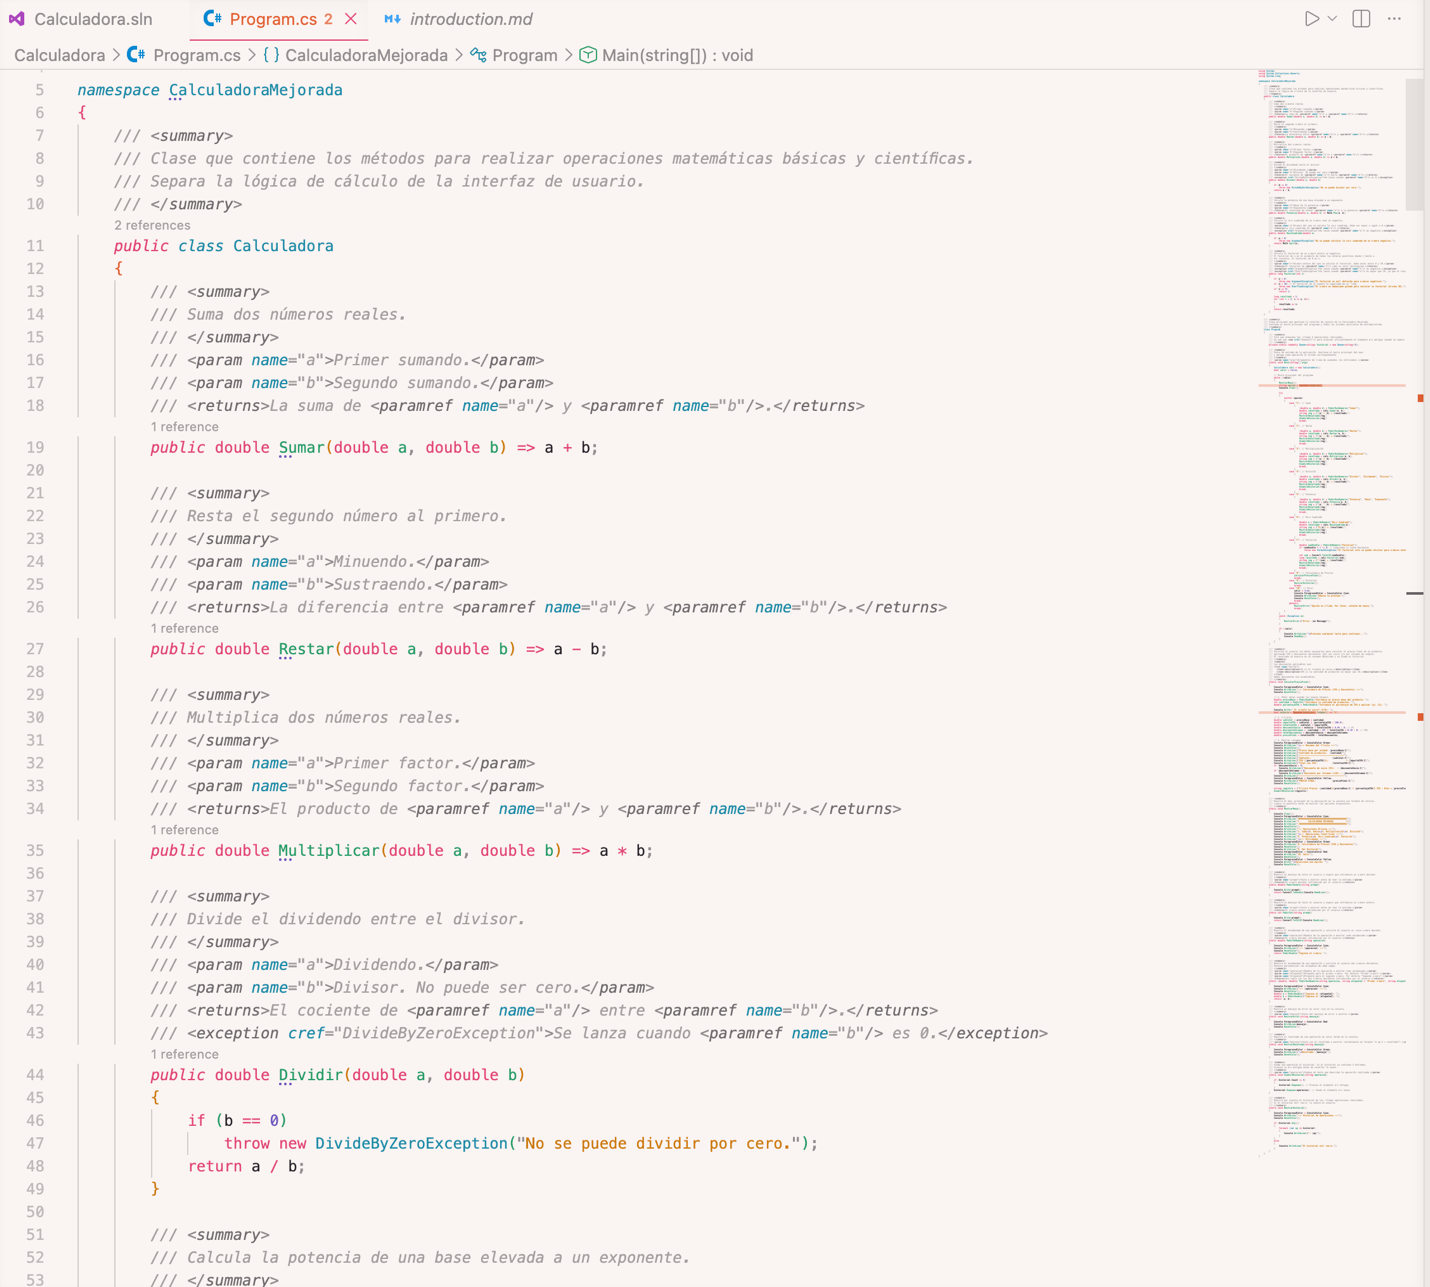 Calculadora.sln
Program.cs 2
introduction.md
Calculadora > Program.cs > {} CalculadoraMejorada > Program > Main(string[]) : void
5 namespace CalculadoraMejorada
6 {
7 /// <summary>
8 /// Clase que contiene los métodos para realizar operaciones matemáticas básicas y científicas.
9 /// Separa la lógica de cálculo de la interfaz de usuario.
10 /// </summary>
2 references
11 public class Calculadora
12 {
13 /// <summary>
14 /// Suma dos números reales.
15 /// </summary>
16 /// <param name="a">Primer sumando.</param>
17 /// <param name="b">Segundo sumando.</param>
18 /// <returns>La suma de <paramref name="a"/> y <paramref name="b"/>.</returns>
1 reference
19 public double Sumar(double a, double b) => a + b;
20
21 /// <summary>
22 /// Resta el segundo número al primero.
23 /// </summary>
24 /// <param name="a">Minuendo.</param>
25 /// <param name="b">Sustraendo.</param>
26 /// <returns>La diferencia entre <paramref name="a"/> y <paramref name="b"/>.</returns>
1 reference
27 public double Restar(double a, double b) => a - b;
28
29 /// <summary>
30 /// Multiplica dos números reales.
31 /// </summary>
32 /// <param name="a">Primer factor.</param>
33 /// <param name="b">Segundo factor.</param>
34 /// <returns>El producto de <paramref name="a"/> y <paramref name="b"/>.</returns>
1 reference
35 public double Multiplicar(double a, double b) => a * b;
36
37 /// <summary>
38 /// Divide el dividendo entre el divisor.
39 /// </summary>
40 /// <param name="a">Dividendo.</param>
41 /// <param name="b">Divisor. No puede ser cero.</param>
42 /// <returns>El cociente de <paramref name="a"/> entre <paramref name="b"/>.</returns>
43 /// <exception cref="DivideByZeroException">Se lanza cuando <paramref name="b"/> es 0.</exception>
1 reference
44 public double Dividir(double a, double b)
45 {
46 if (b == 0)
47 throw new DivideByZeroException("No se puede dividir por cero.");
48 return a / b;
49 }
50
51 /// <summary>
52 /// Calcula la potencia de una base elevada a un exponente.
53 /// </summary>